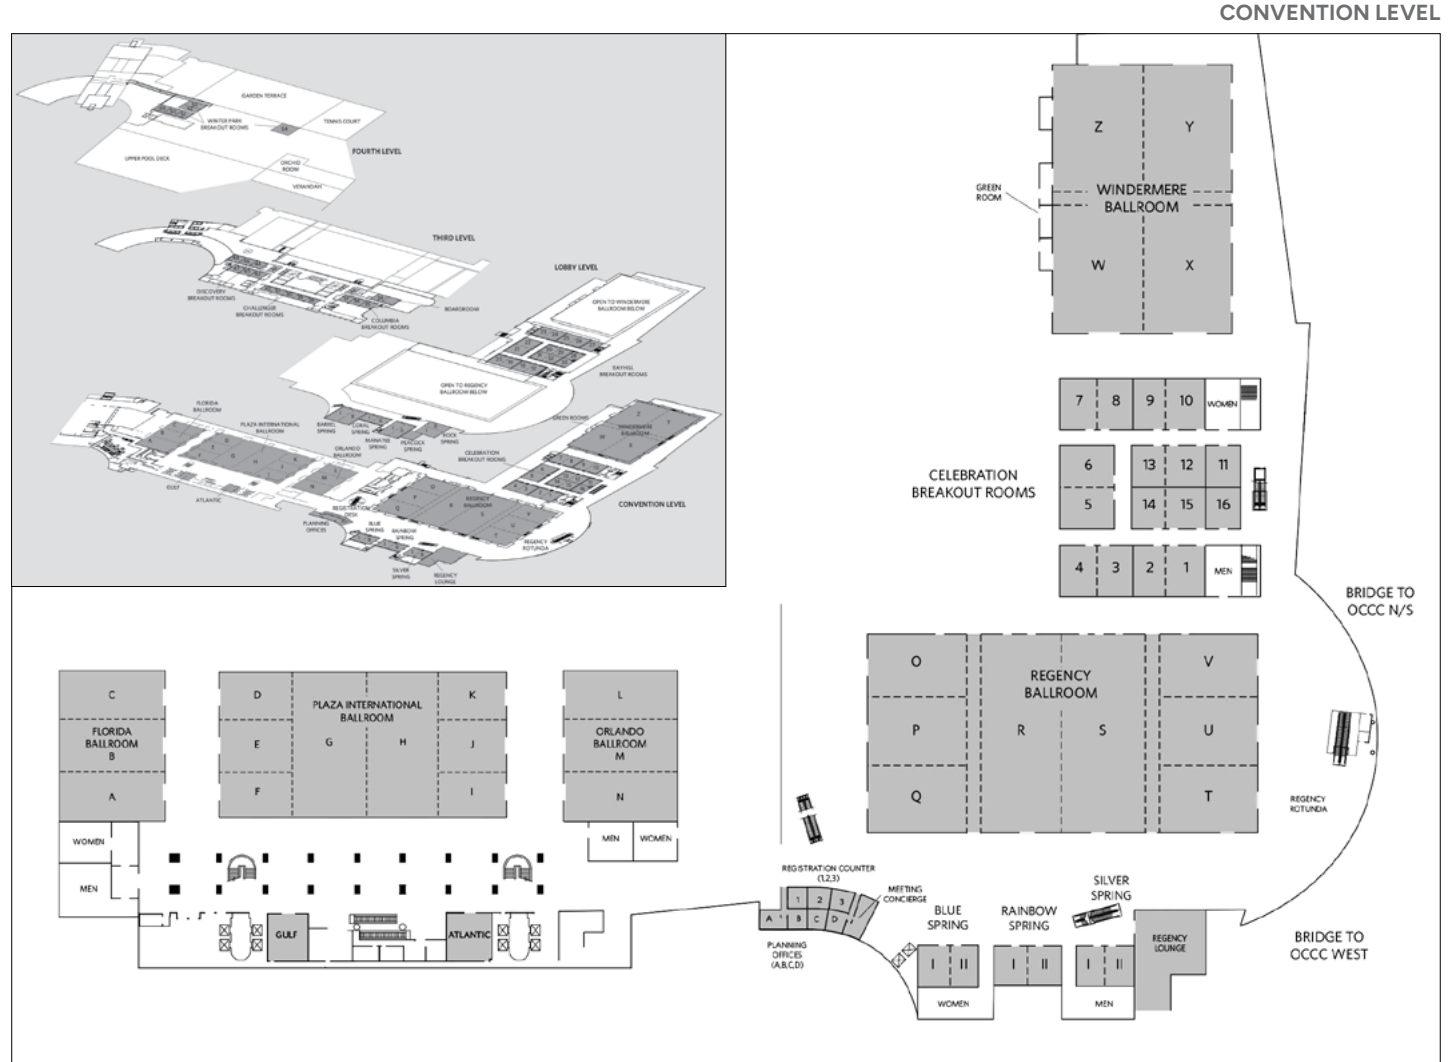 CONVENTION LEVEL
GARDEN TERRACE
WINTER PARK
BREAKOUT ROOMS
TENNIS COURT
UPPER POOL DECK
ORCHID
ROOM
VERANDAH
FOURTH LEVEL
THIRD LEVEL
DISCOVERY
BREAKOUT ROOMS
CHALLENGER
BREAKOUT ROOMS
COLUMBIA
BREAKOUT ROOMS
BOARDROOM
LOBBY LEVEL
OPEN TO WINDERMERE
BALLROOM BELOW
BAYHILL
BREAKOUT ROOMS
OPEN TO REGENCY
BALLROOM BELOW
BARREL
SPRING
CORAL
SPRING
MANATEE
SPRING
PEACOCK
SPRING
ROCK
SPRING
FLORIDA
BALLROOM
PLAZA INTERNATIONAL
BALLROOM
ORLANDO
BALLROOM
GREEN ROOMS
WINDERMERE
BALLROOM
CELEBRATION
BREAKOUT ROOMS
REGENCY
BALLROOM
CONVENTION LEVEL
GULF
ATLANTIC
REGISTRATION
DESK
PLANNING
OFFICES
BLUE
SPRING
RAINBOW
SPRING
SILVER
SPRING
REGENCY
LOUNGE
REGENCY
ROTUNDA
Z Y
GREEN
ROOM
WINDERMERE
BALLROOM
W X
7 8 9 10 WOMEN
CELEBRATION
BREAKOUT ROOMS
6 13 12 11
5 14 15 16
4 3 2 1 MEN
BRIDGE TO
OCCC N/S
O V
REGENCY
BALLROOM
P R S U
Q T
REGENCY
ROTUNDA
C
FLORIDA
BALLROOM
B
A
WOMEN
MEN
D K
PLAZA INTERNATIONAL
BALLROOM
E G H J
F I
L
ORLANDO
BALLROOM
M
N
MEN WOMEN
GULF
ATLANTIC
REGISTRATION COUNTER
(1,2,3)
MEETING
CONCIERGE
1 2 3
A B C D
PLANNING
OFFICES
(A,B,C,D)
BLUE
SPRING
I II
WOMEN
RAINBOW
SPRING
I II
SILVER
SPRING
I II
MEN
REGENCY
LOUNGE
BRIDGE TO
OCCC WEST